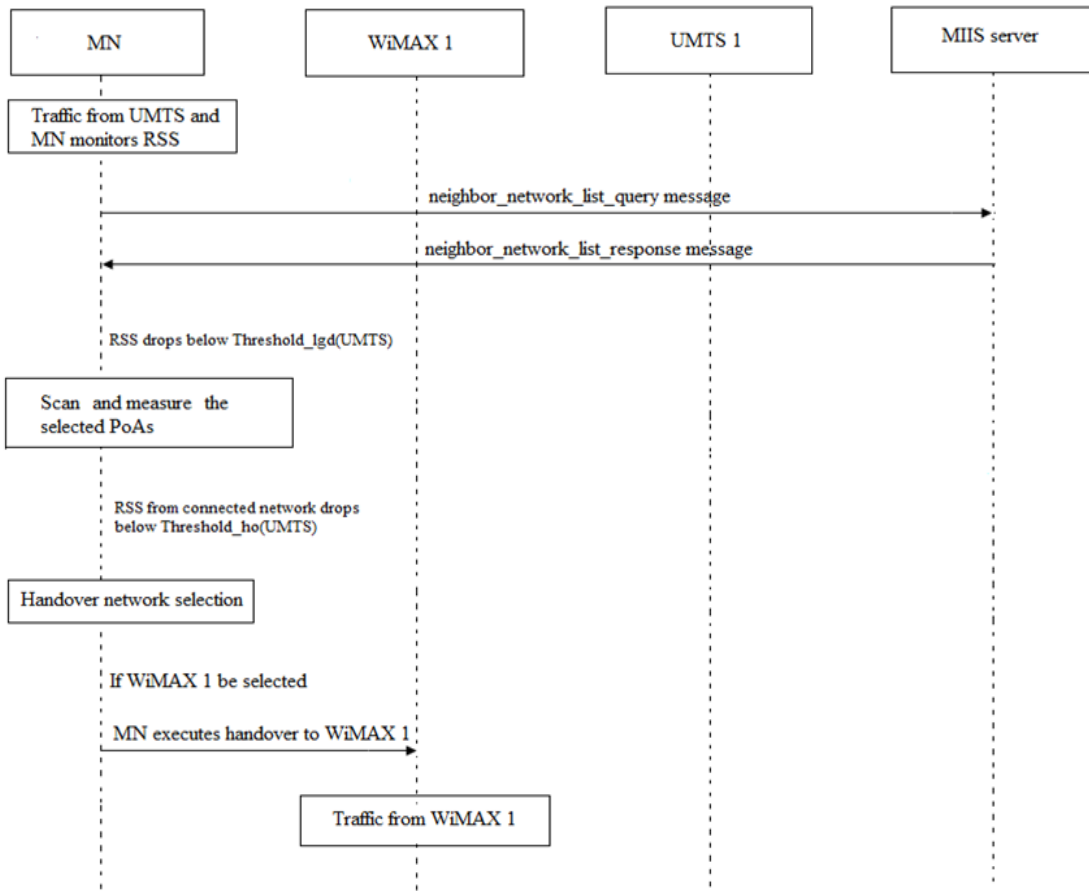 MN
WiMAX 1
UMTS 1
MIIS server
Traffic from UMTS and
MN monitors RSS
neighbor_network_list_query message
neighbor_network_list_response message
RSS drops below Threshold_lgd(UMTS)
Scan and measure the
selected PoAs
RSS from connected network drops
below Threshold_ho(UMTS)
Handover network selection
If WiMAX 1 be selected
MN executes handover to WiMAX 1
Traffic from WiMAX 1